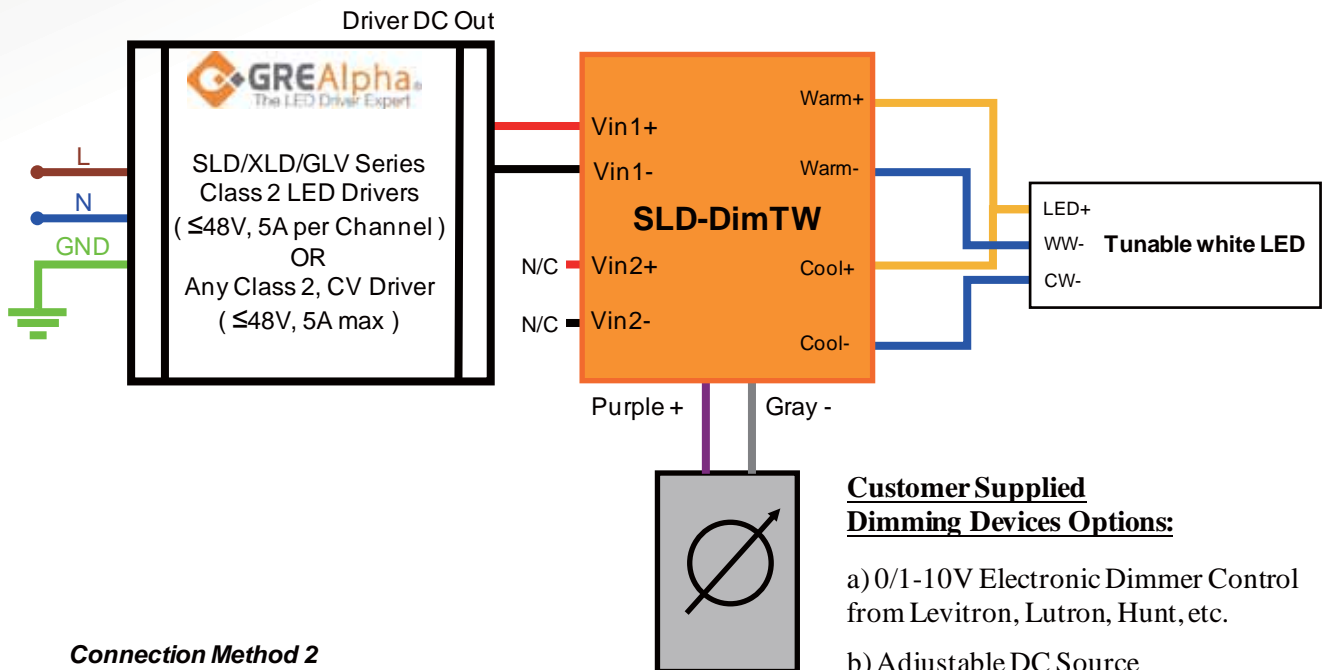 Driver DC Out
GREAlpha®
The LED Driver Expert
L
N
GND
SLD/XLD/GLV Series
Class 2 LED Drivers
( ≤48V, 5A per Channel )
OR
Any Class 2, CV Driver
( ≤48V, 5A max )
Vin1+
Vin1-
SLD-DimTW
N/C
Vin2+
N/C
Vin2-
Warm+
Warm-
Cool+
Cool-
LED+
WW-
Tunable white LED
CW-
Purple +
Gray -
Customer Supplied
Dimming Devices Options:
a) 0/1-10V Electronic Dimmer Control
from Levitron, Lutron, Hunt, etc.
Connection Method 2
b) Adjustable DC Source